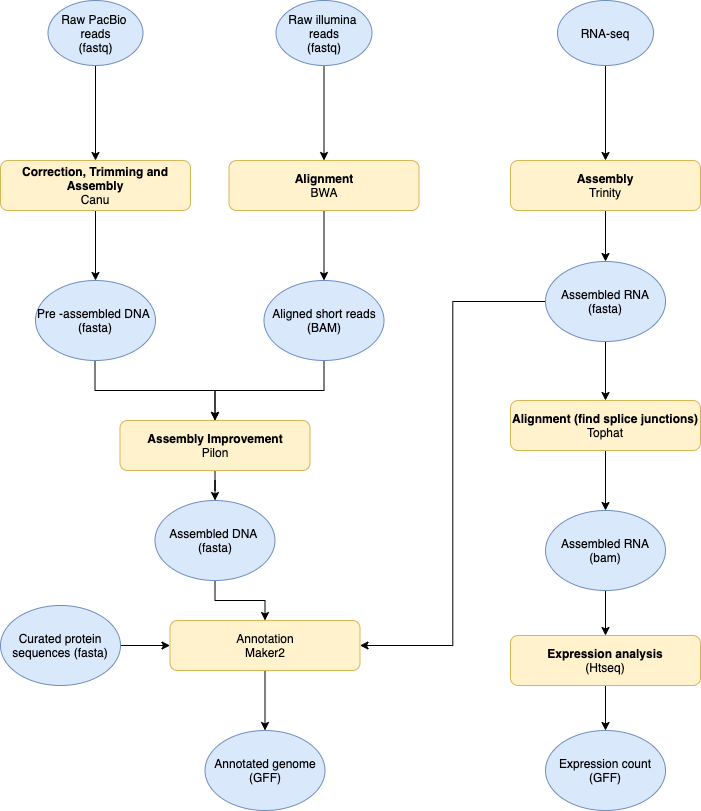 Raw PacBio
reads
(fastq)
Raw illumina
reads
(fastq)
RNA-seq
Correction, Trimming and
Assembly
Canu
Alignment
BWA
Assembly
Trinity
Pre -assembled DNA
(fasta)
Aligned short reads
(BAM)
Assembled RNA
(fasta)
Alignment (find splice junctions)
Tophat
Assembly Improvement
Pilon
Assembled DNA
(fasta)
Assembled RNA
(bam)
Curated protein
sequences (fasta)
Annotation
Maker2
Expression analysis
(Htseq)
Annotated genome
(GFF)
Expression count
(GFF)